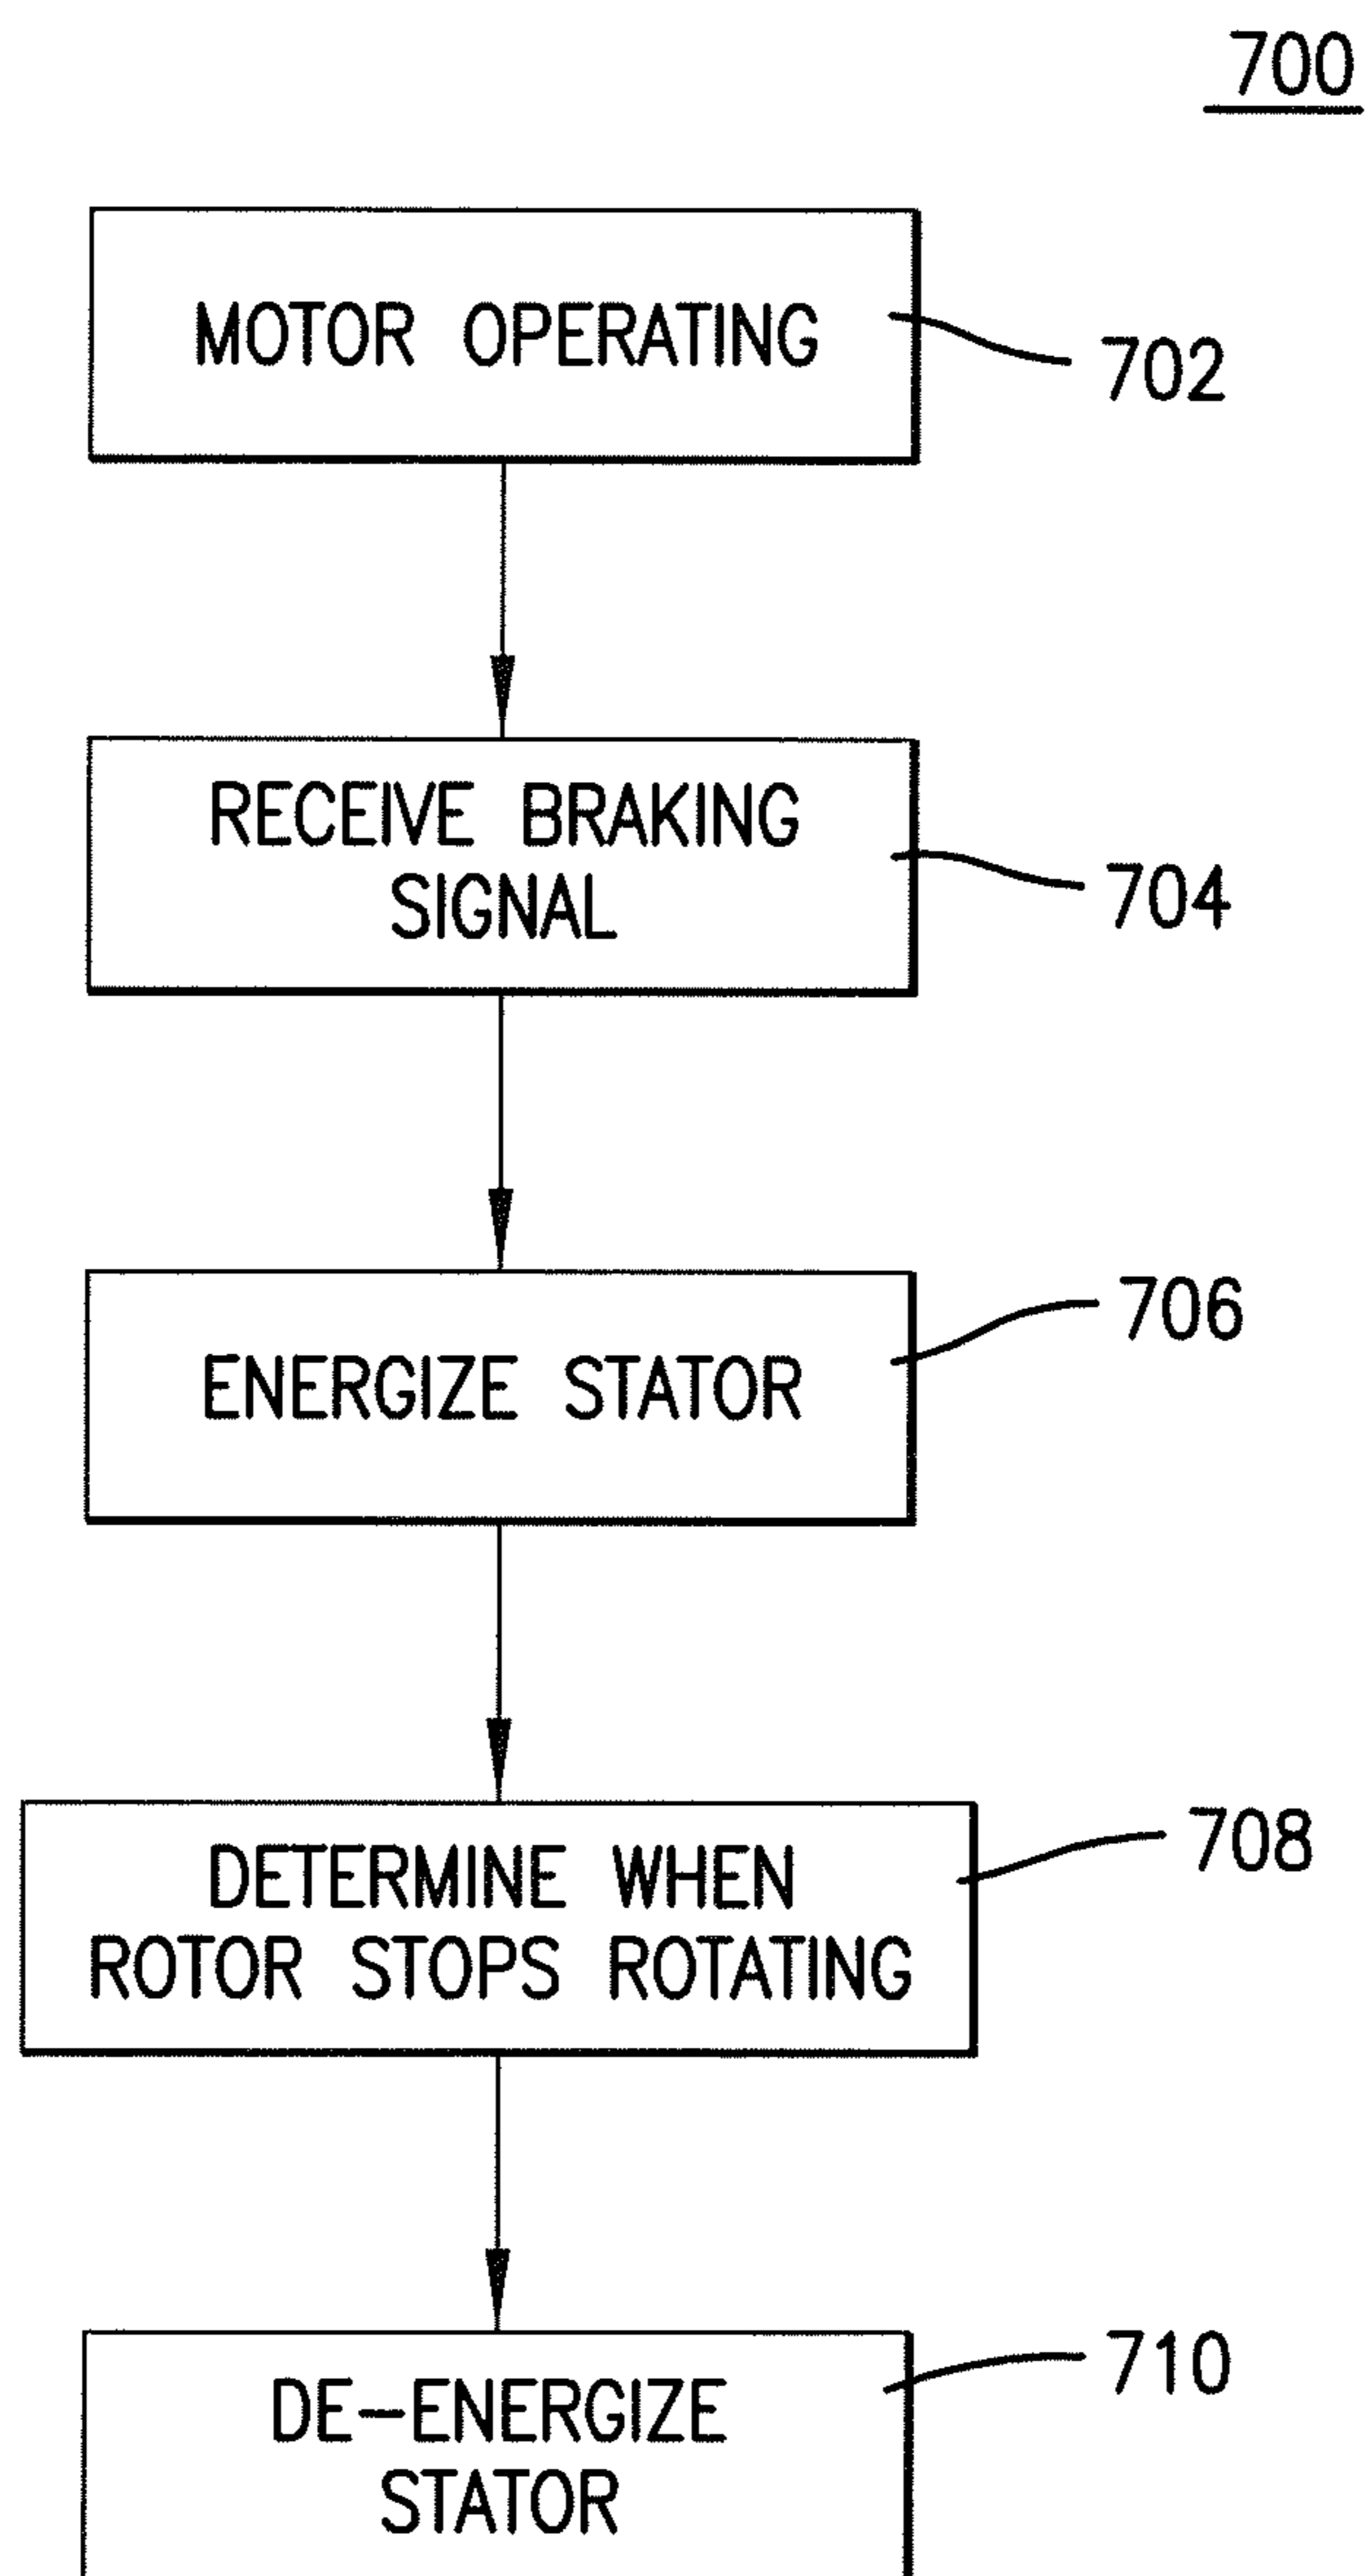 700
MOTOR OPERATING
702
RECEIVE BRAKING
SIGNAL
704
706
ENERGIZE STATOR
708
DETERMINE WHEN
ROTOR STOPS ROTATING
710
DE-ENERGIZE
STATOR